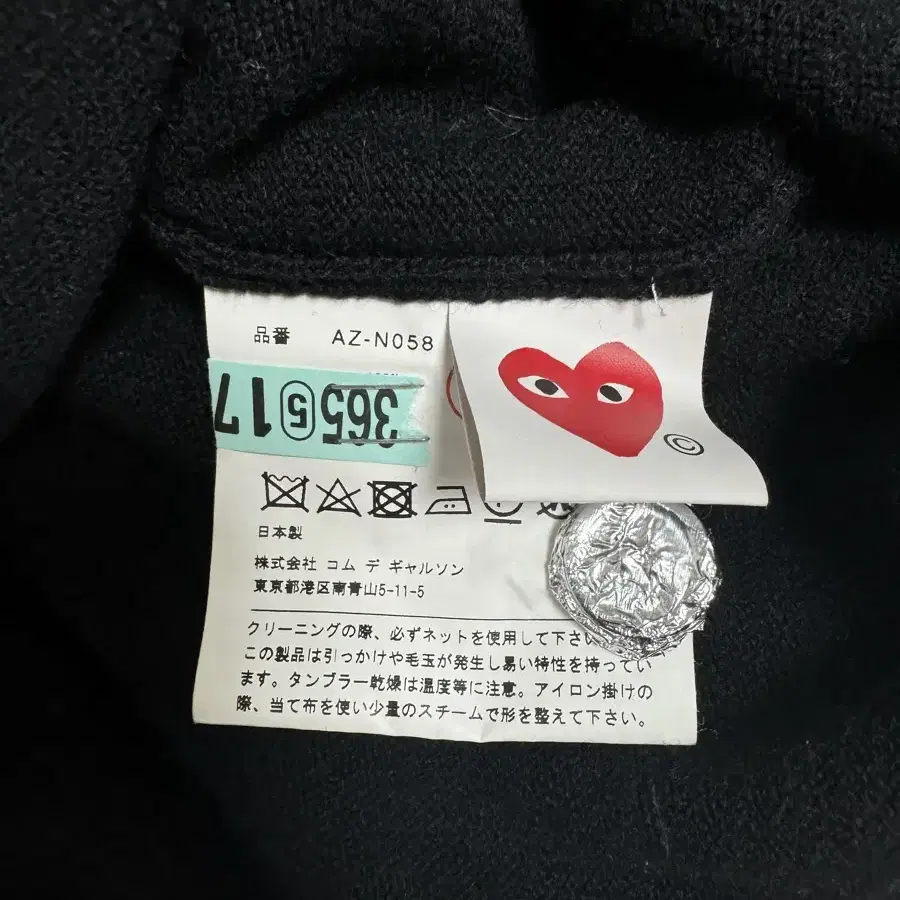 品番 AZ-N058
365 ⑤ 17
©
日本製
株式会社 コム デ ギャルソン
東京都港区南青山5-11-5
クリーニングの際、必ずネットを使用して下さい
この製品は引っかけや毛玉が発生し易い特性を持ってい
ます。タンブラー乾燥は温度等に注意。アイロン掛けの
際、当て布を使い少量のスチームで形を整えて下さい。